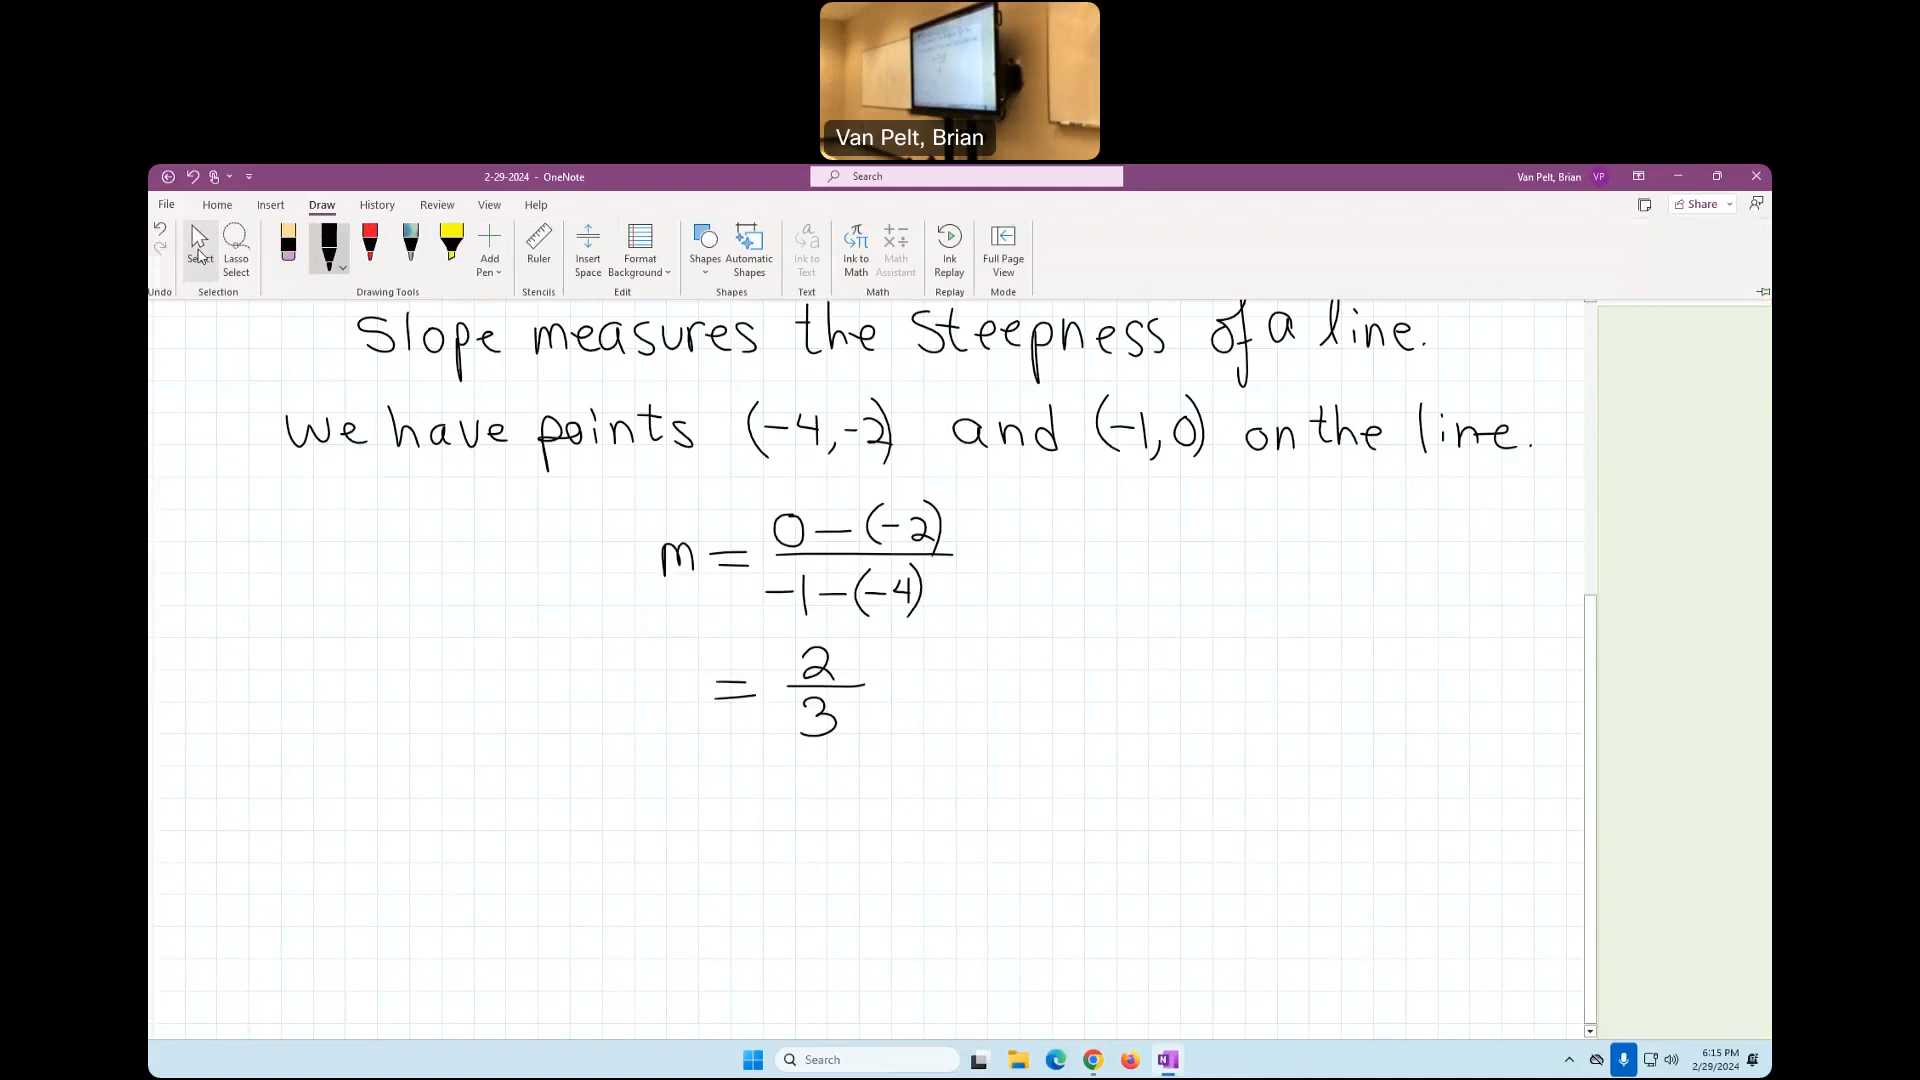 Van Pelt, Brian
2-29-2024 - OneNote
Search
Van Pelt, Brian VP
File Home Insert Draw History Review View Help
Share
Undo
Select
Lasso Select
Selection
Drawing Tools
Add Pen
Ruler
Stencils
Insert Space
Format Background
Edit
Shapes
Automatic Shapes
Shapes
Ink to Text
Text
Ink to Math
Math Assistant
Math
Ink Replay
Replay
Full Page View
Mode
Slope measures the Steepness of a line.
We have points (-4,-2) and (-1,0) on the line.
m = 0-(-2)
-1-(-4)
= 2
3
Search
6:15 PM
2/29/2024